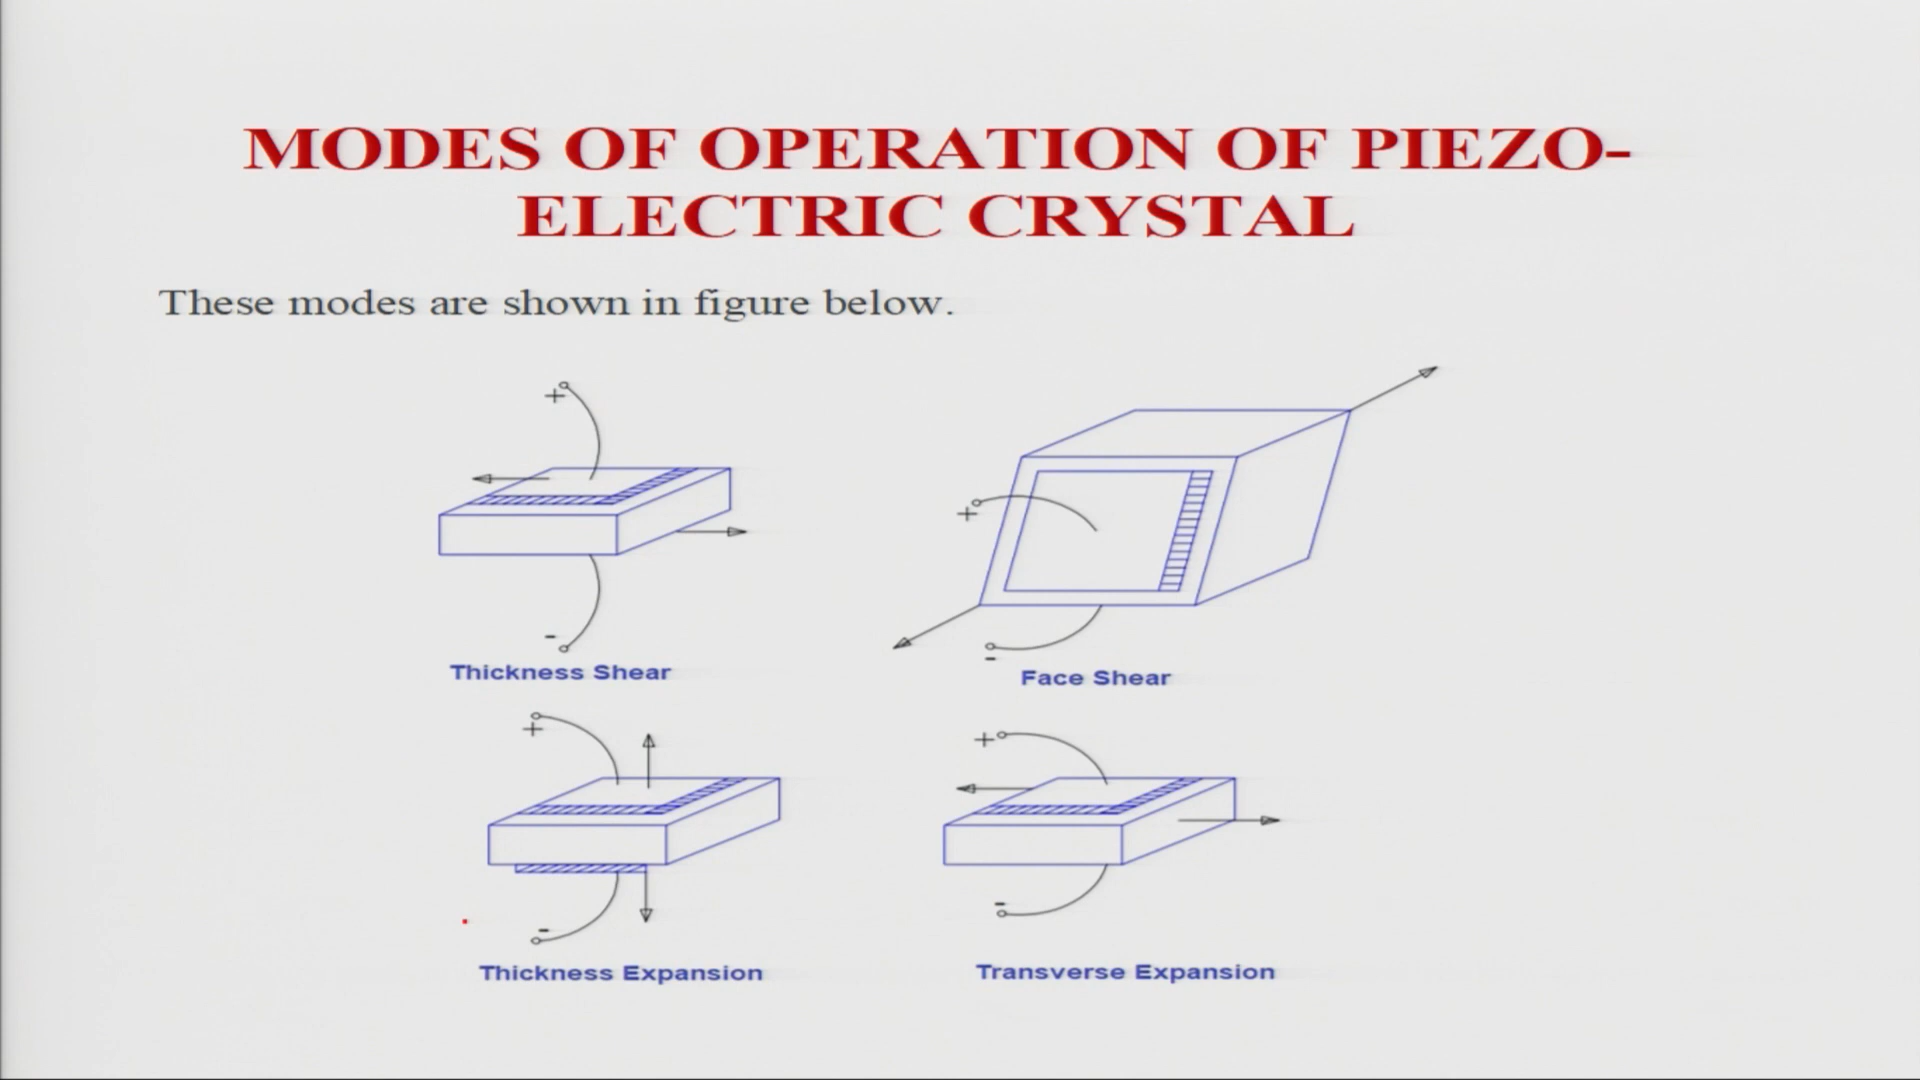 MODES OF OPERATION OF PIEZO-
ELECTRIC CRYSTAL
These modes are shown in figure below.
+
+
-
-
Thickness Shear
Face Shear
+
+
-
-
Thickness Expansion
Transverse Expansion